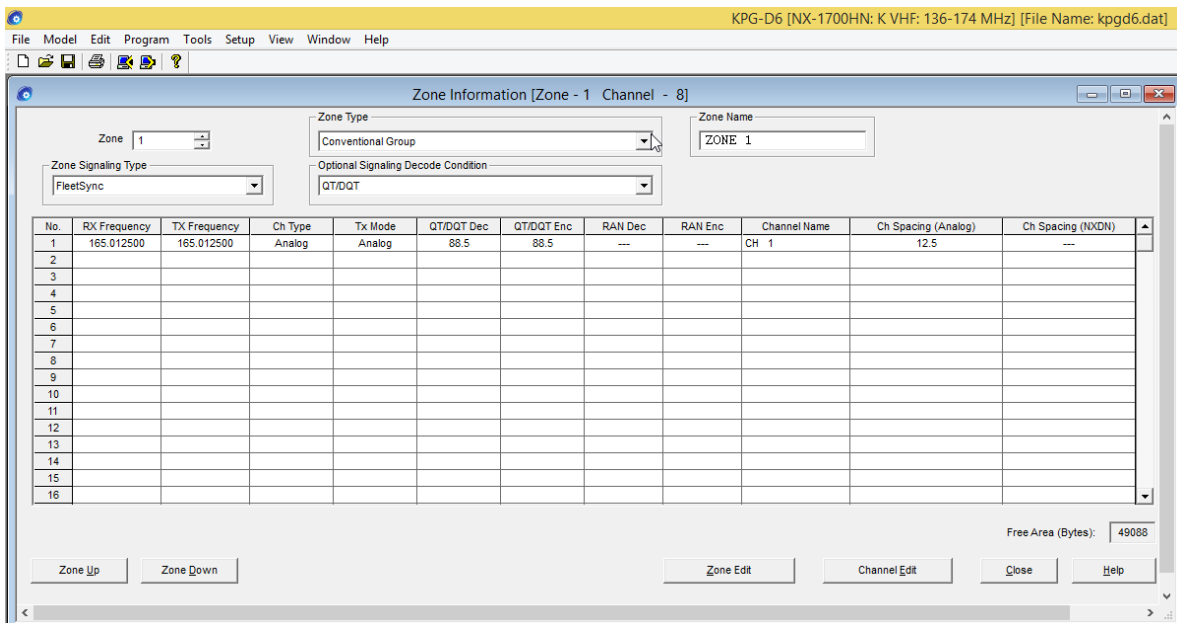 KPG-D6 [NX-1700HN: K VHF: 136-174 MHz] [File Name: kpgd6.dat]
File Model Edit Program Tools Setup View Window Help
Zone Information [Zone - 1 Channel - 8]
Zone 1
Zone Type
Conventional Group
Zone Name
ZONE 1
Zone Signaling Type
FleetSync
Optional Signaling Decode Condition
QT/DQT
No. RX Frequency TX Frequency Ch Type Tx Mode QT/DQT Dec QT/DQT Enc RAN Dec RAN Enc Channel Name Ch Spacing (Analog) Ch Spacing (NXDN)
1 165.012500 165.012500 Analog Analog 88.5 88.5 --- --- CH 1 12.5 ---
2
3
4
5
6
7
8
9
10
11
12
13
14
15
16
Free Area (Bytes): 49088
Zone Up Zone Down Zone Edit Channel Edit Close Help